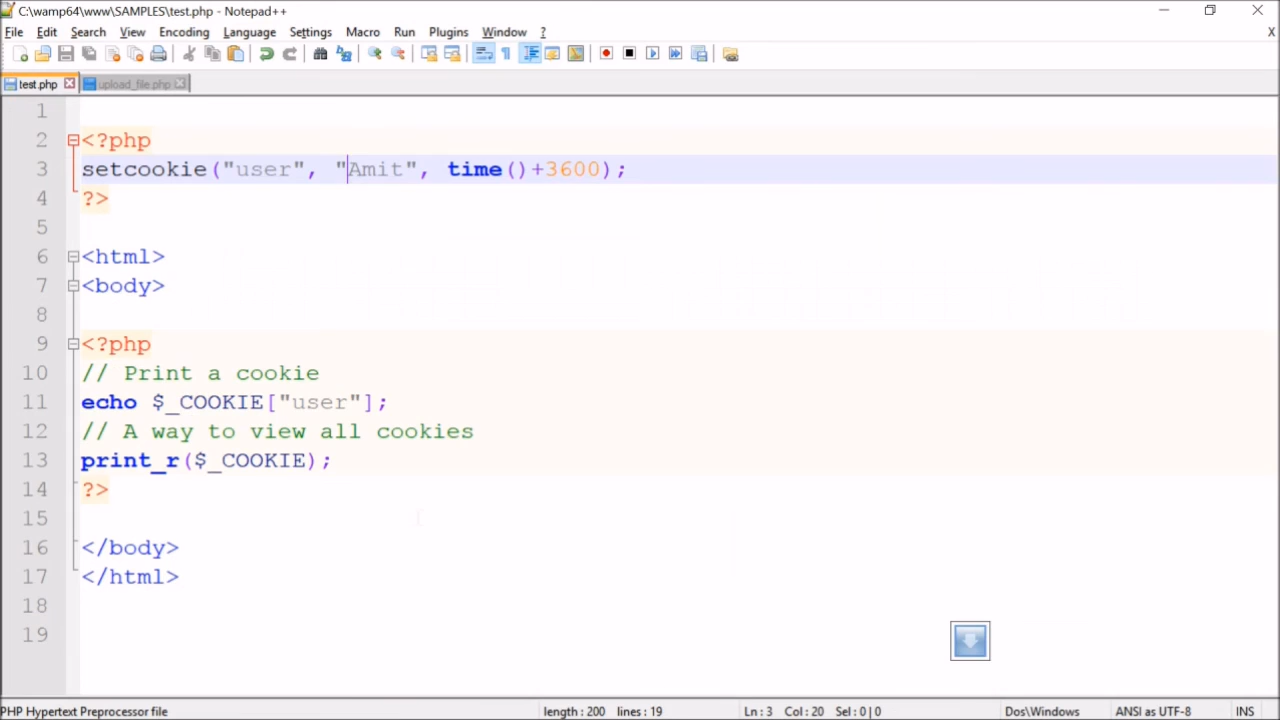 C:\wamp64\www\SAMPLES\test.php - Notepad++
File Edit Search View Encoding Language Settings Macro Run Plugins Window ? X
test.php upload_file.php
1
2 <?php
3 setcookie("user", "Amit", time()+3600);
4 ?>
5
6 <html>
7 <body>
8
9 <?php
10 // Print a cookie
11 echo $_COOKIE["user"];
12 // A way to view all cookies
13 print_r($_COOKIE);
14 ?>
15
16 </body>
17 </html>
18
19
PHP Hypertext Preprocessor file length : 200 lines : 19 Ln : 3 Col : 20 Sel : 0 | 0 Dos\Windows ANSI as UTF-8 INS